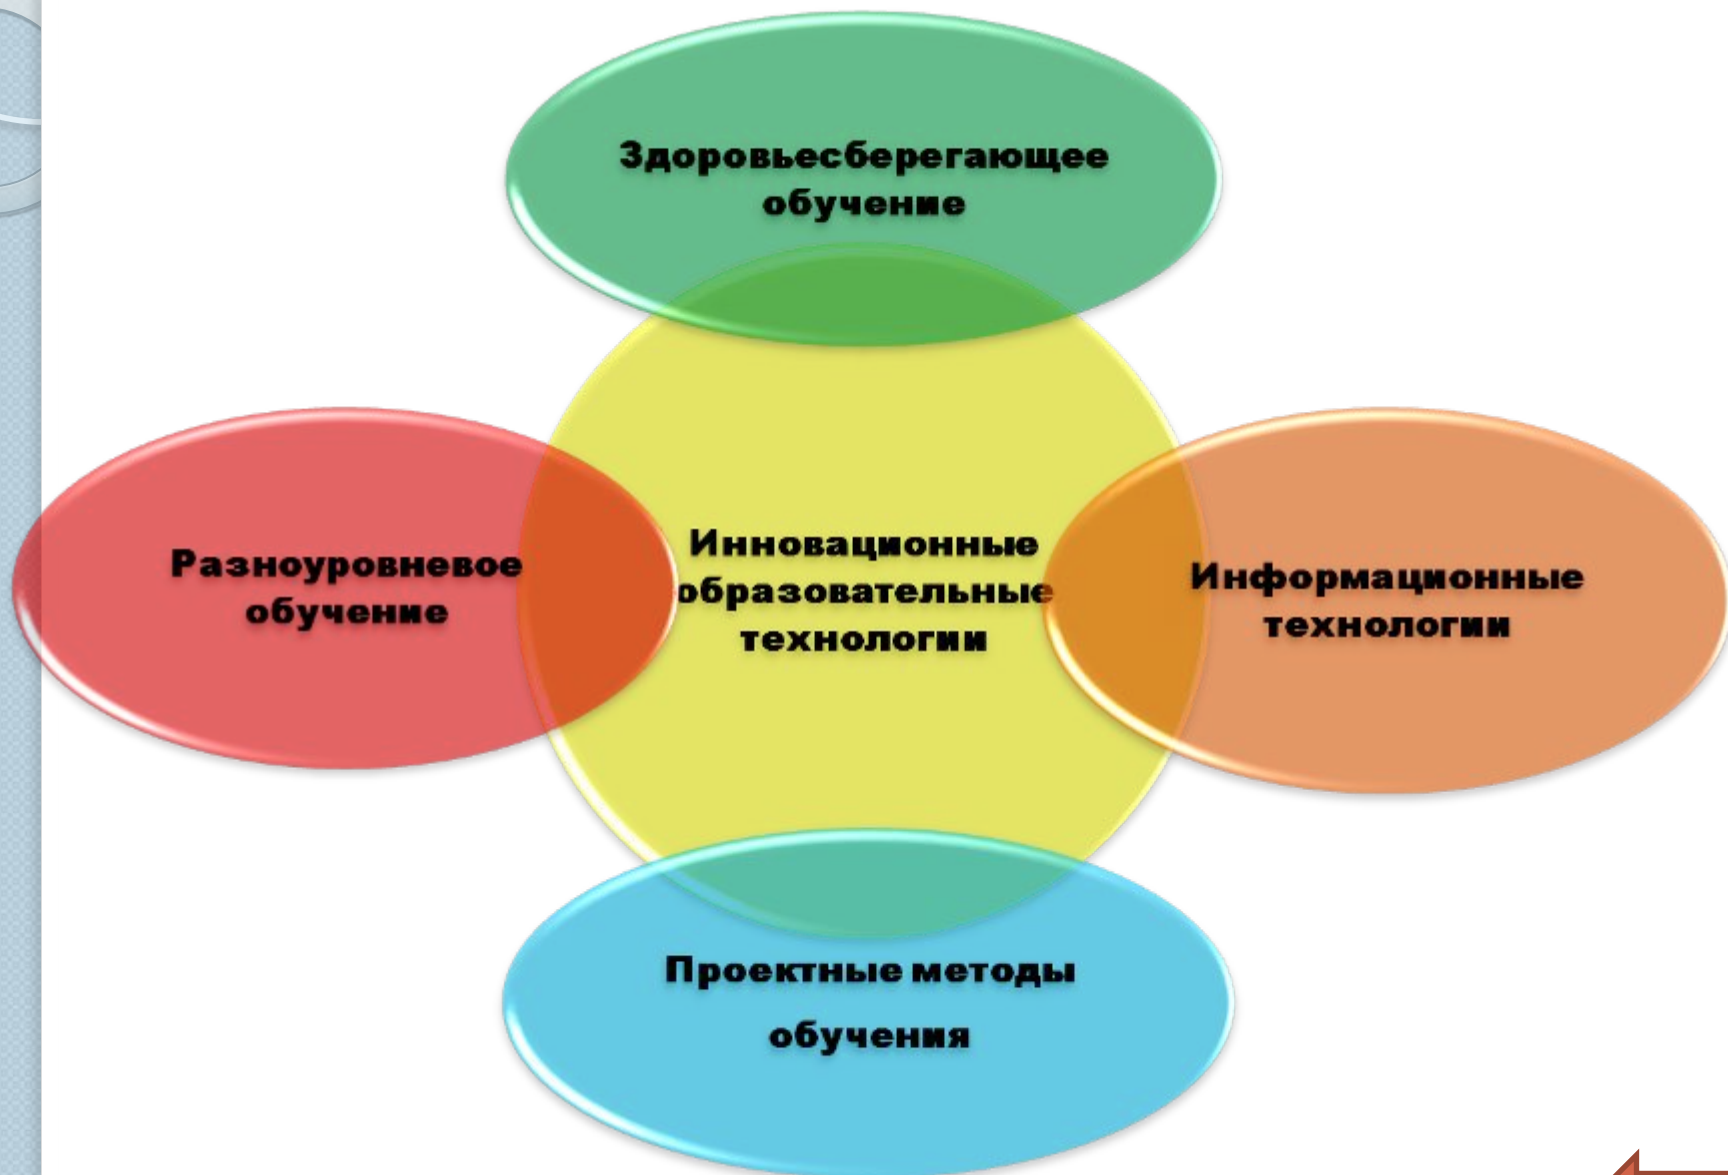 Здоровьесберегающее
обучение
Разноуровневое
обучение
Инновационные
образовательные
технологии
Информационные
технологии
Проектные методы
обучения